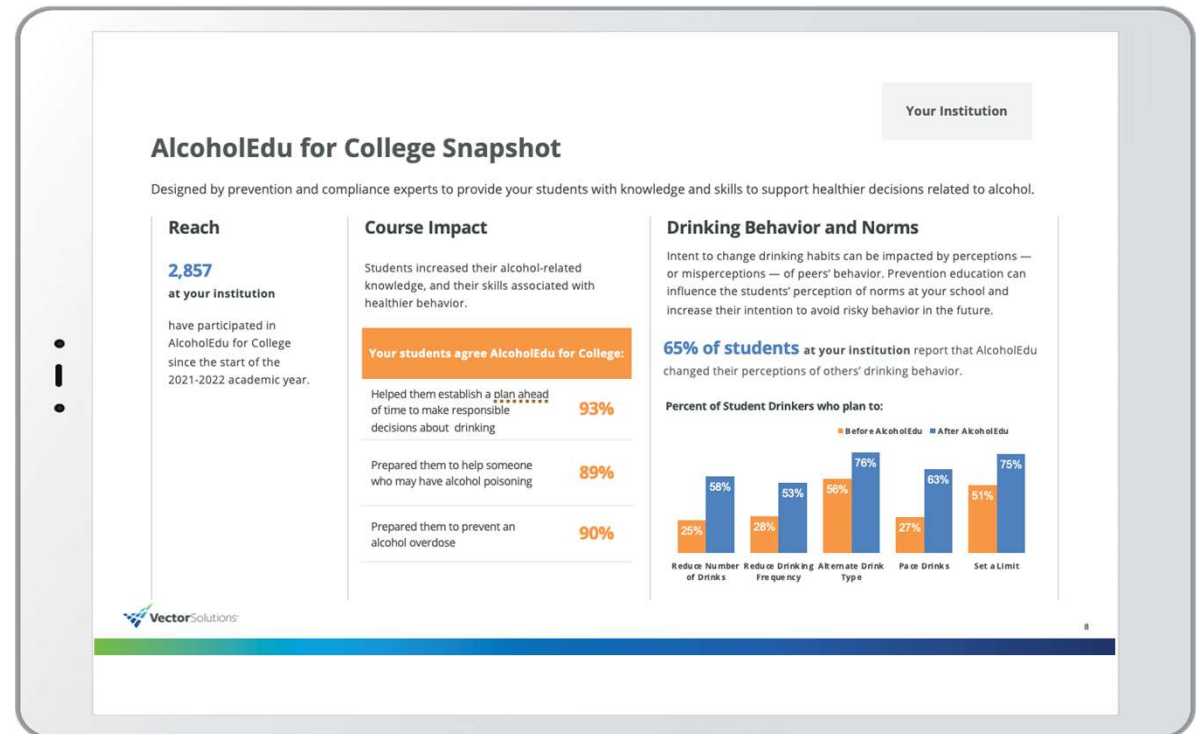 Your Institution
AlcoholEdu for College Snapshot
Designed by prevention and compliance experts to provide your students with knowledge and skills to support healthier decisions related to alcohol.
Reach
2,857
at your institution
have participated in
AlcoholEdu for College
since the start of the
2021-2022 academic year.
Course Impact
Students increased their alcohol-related
knowledge, and their skills associated with
healthier behavior.
Your students agree AlcoholEdu for College:
Helped them establish a plan ahead
of time to make responsible
decisions about drinking
93%
Prepared them to help someone
who may have alcohol poisoning
89%
Prepared them to prevent an
alcohol overdose
90%
Drinking Behavior and Norms
Intent to change drinking habits can be impacted by perceptions —
or misperceptions — of peers’ behavior. Prevention education can
influence the students’ perception of norms at your school and
increase their intention to avoid risky behavior in the future.
65% of students at your institution report that AlcoholEdu
changed their perceptions of others’ drinking behavior.
Percent of Student Drinkers who plan to:
Before AlcoholEdu After AlcoholEdu
25% 58%
28% 53%
56% 76%
27% 63%
51% 75%
Reduce Number
of Drinks
Reduce Drinking
Frequency
Alternate Drink
Type
Pace Drinks
Set a Limit
VectorSolutions
8